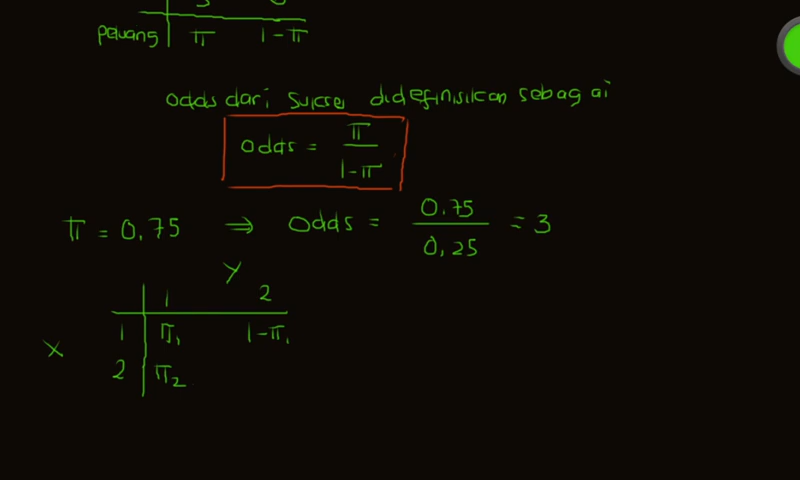 peluang π 1-π
odds dari sukses didefinisikan sebagai
odds = π / 1-π
π = 0,75 ⇒ Odds = 0,75 / 0,25 = 3
Y
1 2
X 1 π₁ 1-π₁
2 π₂